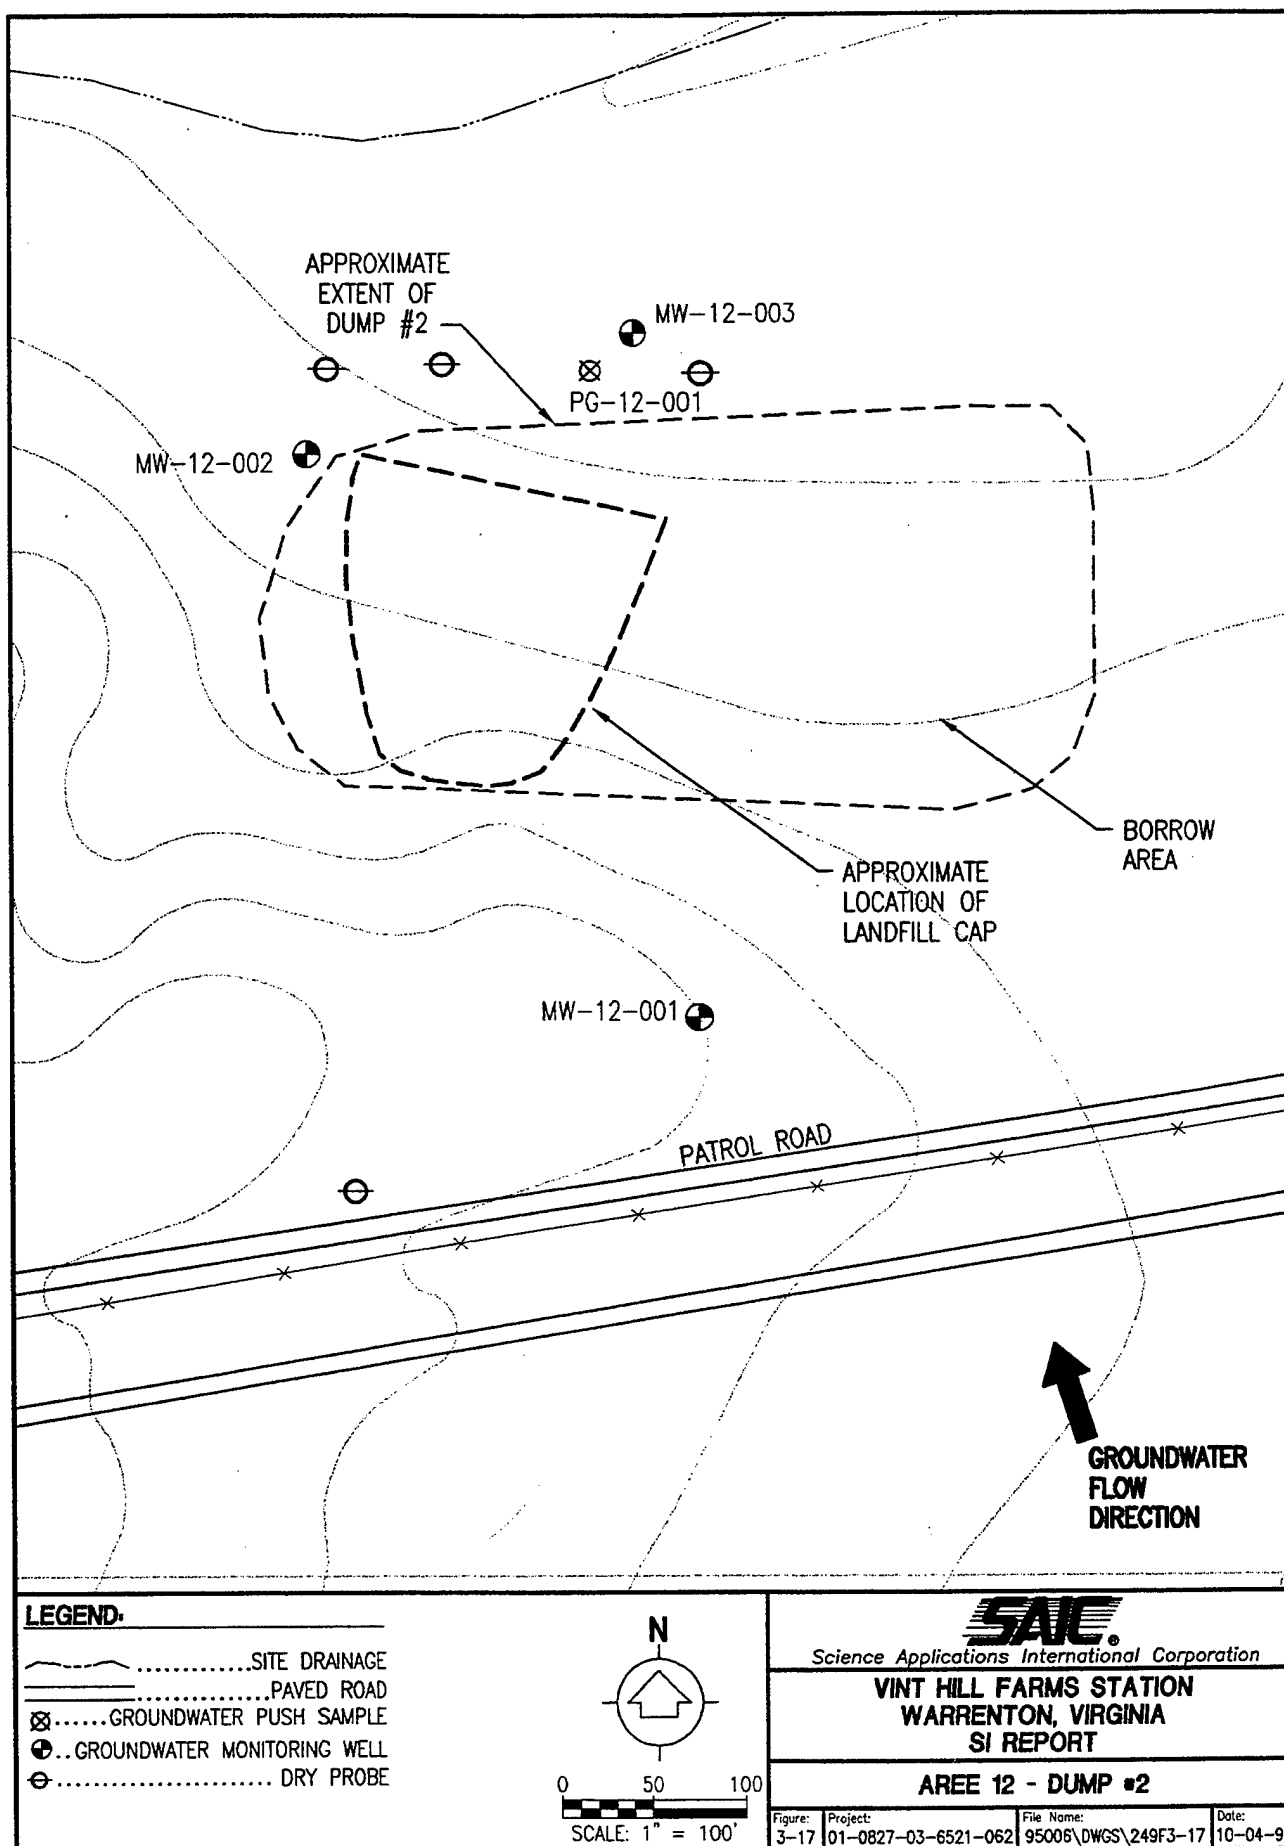 APPROXIMATE
EXTENT OF
DUMP #2
MW-12-003
PG-12-001
MW-12-002
BORROW
AREA
APPROXIMATE
LOCATION OF
LANDFILL CAP
MW-12-001
PATROL ROAD
GROUNDWATER
FLOW
DIRECTION
LEGEND:
SITE DRAINAGE
PAVED ROAD
GROUNDWATER PUSH SAMPLE
GROUNDWATER MONITORING WELL
DRY PROBE
N
0 50 100
SCALE: 1" = 100'
SAIC®
Science Applications International Corporation
VINT HILL FARMS STATION
WARRENTON, VIRGINIA
SI REPORT
AREE 12 - DUMP #2
Figure: Project: File Name: Date:
3-17 01-0827-03-6521-062 95006\DWGS\249F3-17 10-04-9